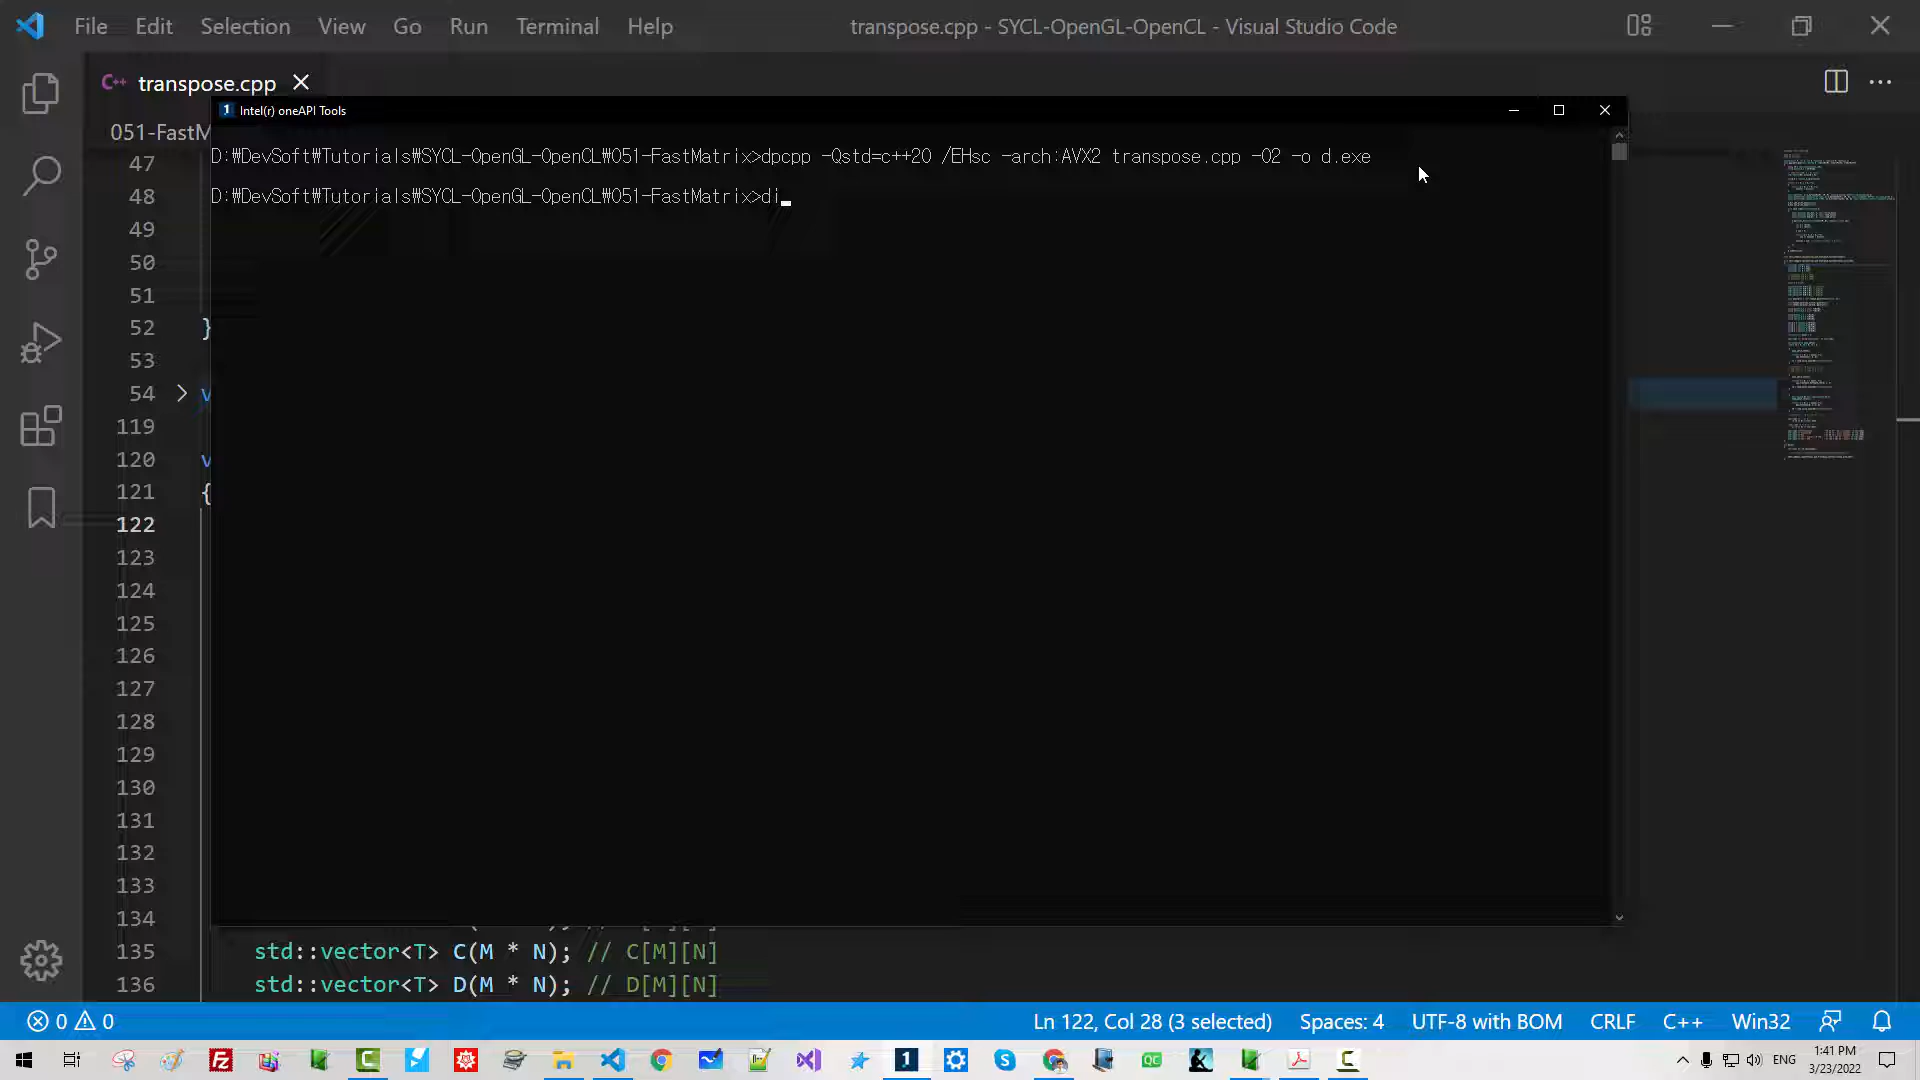 File Edit Selection View Go Run Terminal Help transpose.cpp - SYCL-OpenGL-OpenCL - Visual Studio Code
C++ transpose.cpp
Intel(r) oneAPI Tools
051-FastM
D:₩DevSoft₩Tutorials₩SYCL-OpenGL-OpenCL₩051-FastMatrix>dpcpp -Qstd=c++20 /EHsc -arch:AVX2 transpose.cpp -O2 -o d.exe
D:₩DevSoft₩Tutorials₩SYCL-OpenGL-OpenCL₩051-FastMatrix>di
47
48
49
50
51
52 }
53
54 v
119
120 v
121 {
122
123
124
125
126
127
128
129
130
131
132
133
134
135 std::vector<T> C(M * N); // C[M][N]
136 std::vector<T> D(M * N); // D[M][N]
0 0 Ln 122, Col 28 (3 selected) Spaces: 4 UTF-8 with BOM CRLF C++ Win32
ENG 1:41 PM
3/23/2022